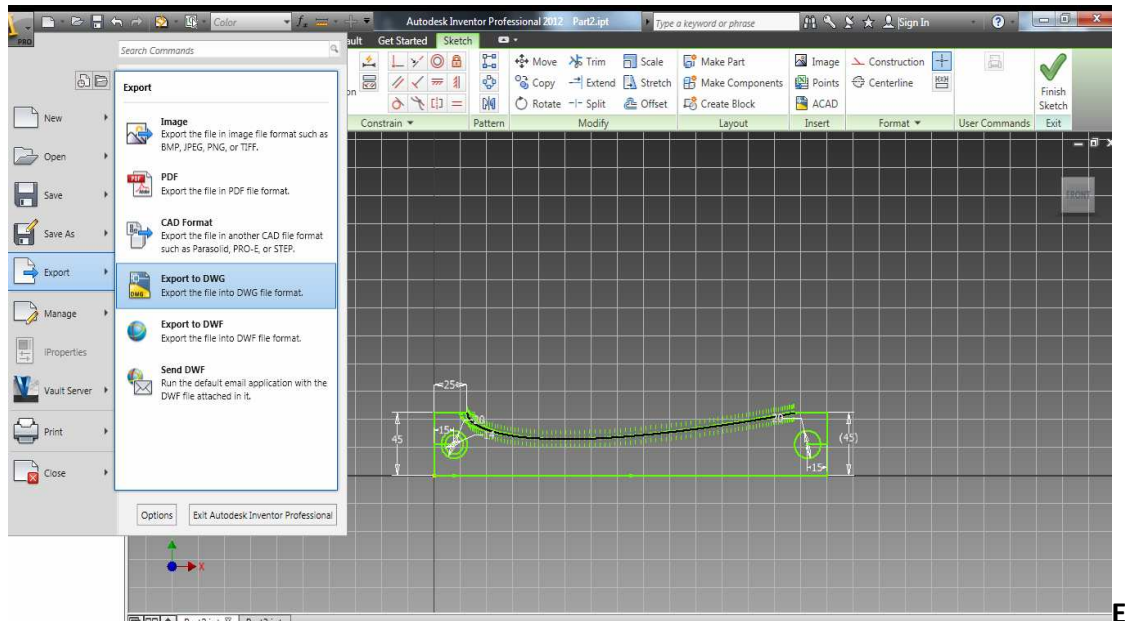 Color
Autodesk Inventor Professional 2012 Part2.ipt
Type a keyword or phrase
Sign In
PRO
Search Commands
ault Get Started Sketch
Export
Image
Export the file in image file format such as
BMP, JPEG, PNG, or TIFF.
PDF
Export the file in PDF file format.
CAD Format
Export the file in another CAD file format
such as Parasolid, PRO-E, or STEP.
Export to DWG
Export the file into DWG file format.
Export to DWF
Export the file into DWF file format.
Send DWF
Run the default email application with the
DWF file attached in it.
New
Open
Save
Save As
Export
Manage
iProperties
Vault Server
Print
Close
Options Exit Autodesk Inventor Professional
Move Trim Scale Make Part Image Construction
Copy Extend Stretch Make Components Points Centerline
Rotate Split Offset Create Block ACAD
Finish
Sketch
Constrain Pattern Modify Layout Insert Format User Commands Exit
FRONT
25
20
15
14
45
20
(45)
15
X
E